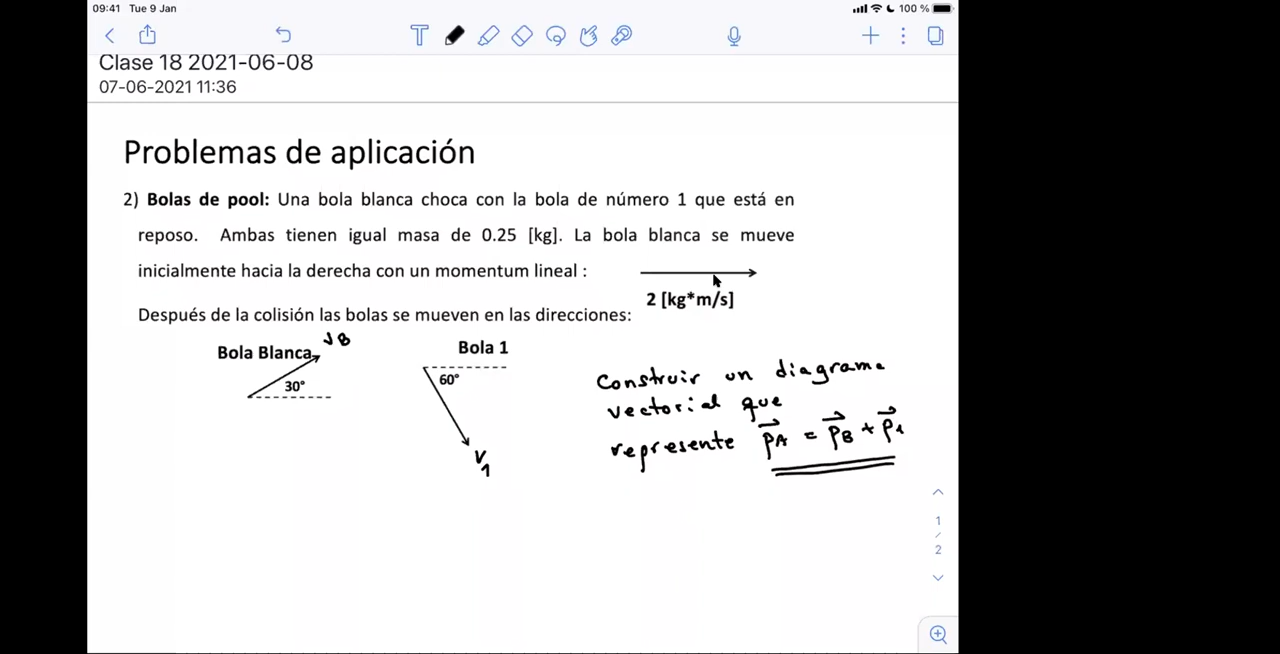 09:41 Tue 9 Jan
100 %
Clase 18 2021-06-08
07-06-2021 11:36
Problemas de aplicación
2) Bolas de pool: Una bola blanca choca con la bola de número 1 que está en
reposo. Ambas tienen igual masa de 0.25 [kg]. La bola blanca se mueve
inicialmente hacia la derecha con un momentum lineal :
2 [kg*m/s]
Después de la colisión las bolas se mueven en las direcciones:
Bola Blanca
VB
30°
Bola 1
60°
V1
Construir un diagrama
vectorial que
represente p⃗A = p⃗B + p⃗1
1
/
2